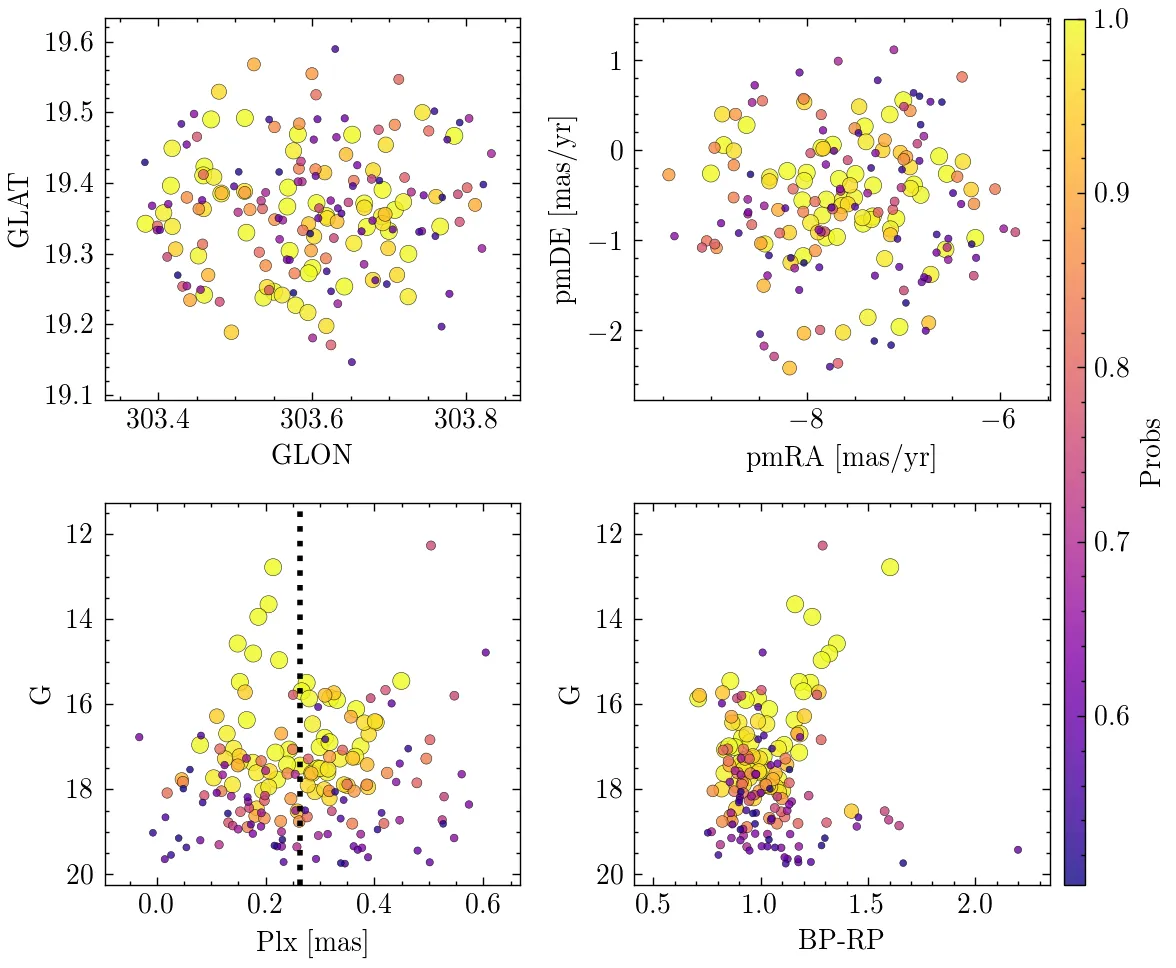 19.6
19.5
19.4
19.3
19.2
19.1
GLAT
303.4 303.6 303.8
GLON
1
0
−1
−2
pmDE [mas/yr]
−8 −6
pmRA [mas/yr]
1.0
0.9
0.8
0.7
0.6
Probs
12
14
16
18
20
G
0.0 0.2 0.4 0.6
Plx [mas]
12
14
16
18
20
G
0.5 1.0 1.5 2.0
BP-RP